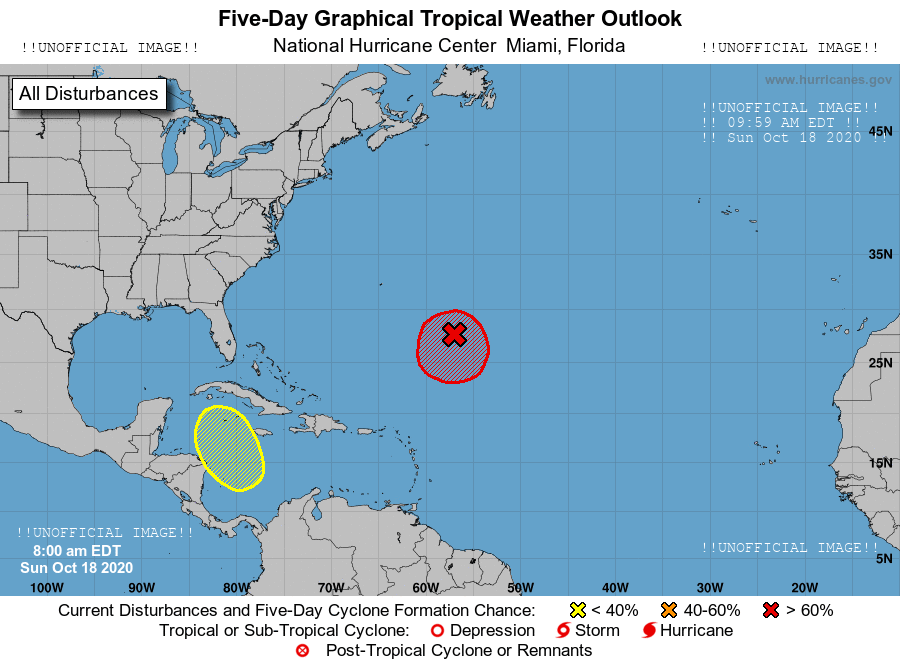 Five-Day Graphical Tropical Weather Outlook
!!UNOFFICIAL IMAGE!! National Hurricane Center Miami, Florida !!UNOFFICIAL IMAGE!!
www.hurricanes.gov
All Disturbances
!!UNOFFICIAL IMAGE!!
!! 09:59 AM EDT !!
!! Sun Oct 18 2020 !!
45N
35N
25N
15N
!!UNOFFICIAL IMAGE!!
8:00 am EDT
Sun Oct 18 2020
!!UNOFFICIAL IMAGE!!
5N
100W 90W 80W 70W 60W 50W 40W 30W 20W
Current Disturbances and Five-Day Cyclone Formation Chance: < 40% 40-60% > 60%
Tropical or Sub-Tropical Cyclone: Depression Storm Hurricane
Post-Tropical Cyclone or Remnants